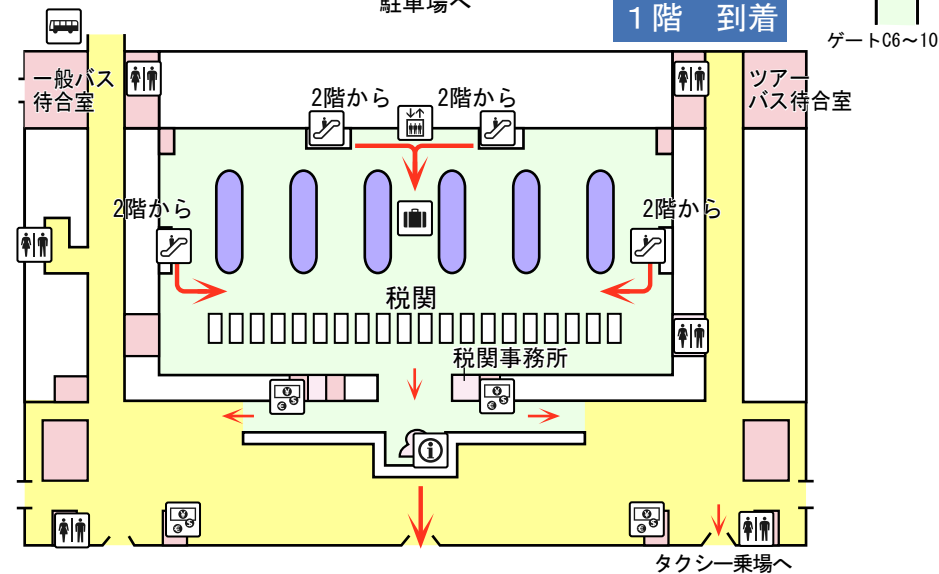 駐車場へ
1階 到着
ゲートC6〜10
一般バス
待合室
ツアー
バス待合室
2階から
2階から
2階から
2階から
税関
税関事務所
タクシー乗場へ